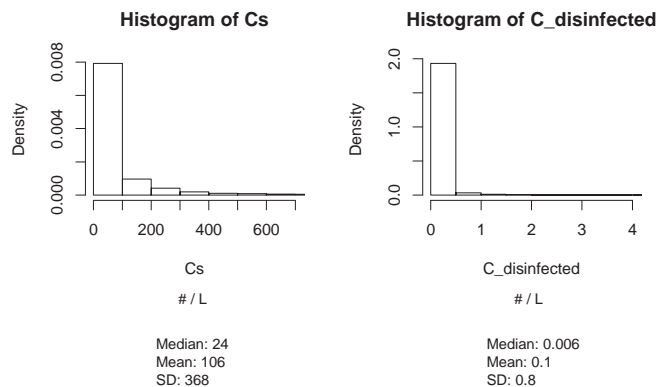 Histogram of Cs
Density
0.000 0.004 0.008
0 200 400 600
Cs
# / L
Median: 24
Mean: 106
SD: 368
Histogram of C_disinfected
Density
0.0 1.0 2.0
0 1 2 3 4
C_disinfected
# / L
Median: 0.006
Mean: 0.1
SD: 0.8